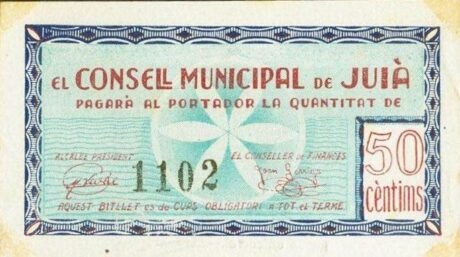 EL CONSELL MUNICIPAL DE JUIÀ
PAGARÀ AL PORTADOR LA QUANTITAT DE
ALCALDE PRESIDENT
EL CONSELLER DE FINANCES
1102
50
cèntims
AQUEST BITLLET ES DE CURS OBLIGATORI A TOT EL TERME